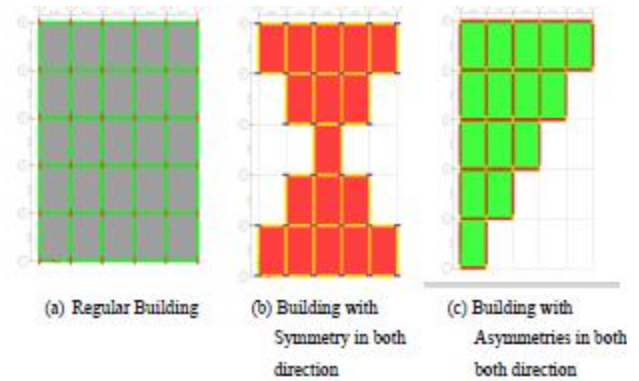 (a) Regular Building
(b) Building with
Symmetry in both
direction
(c) Building with
Asymmetries in both
both direction